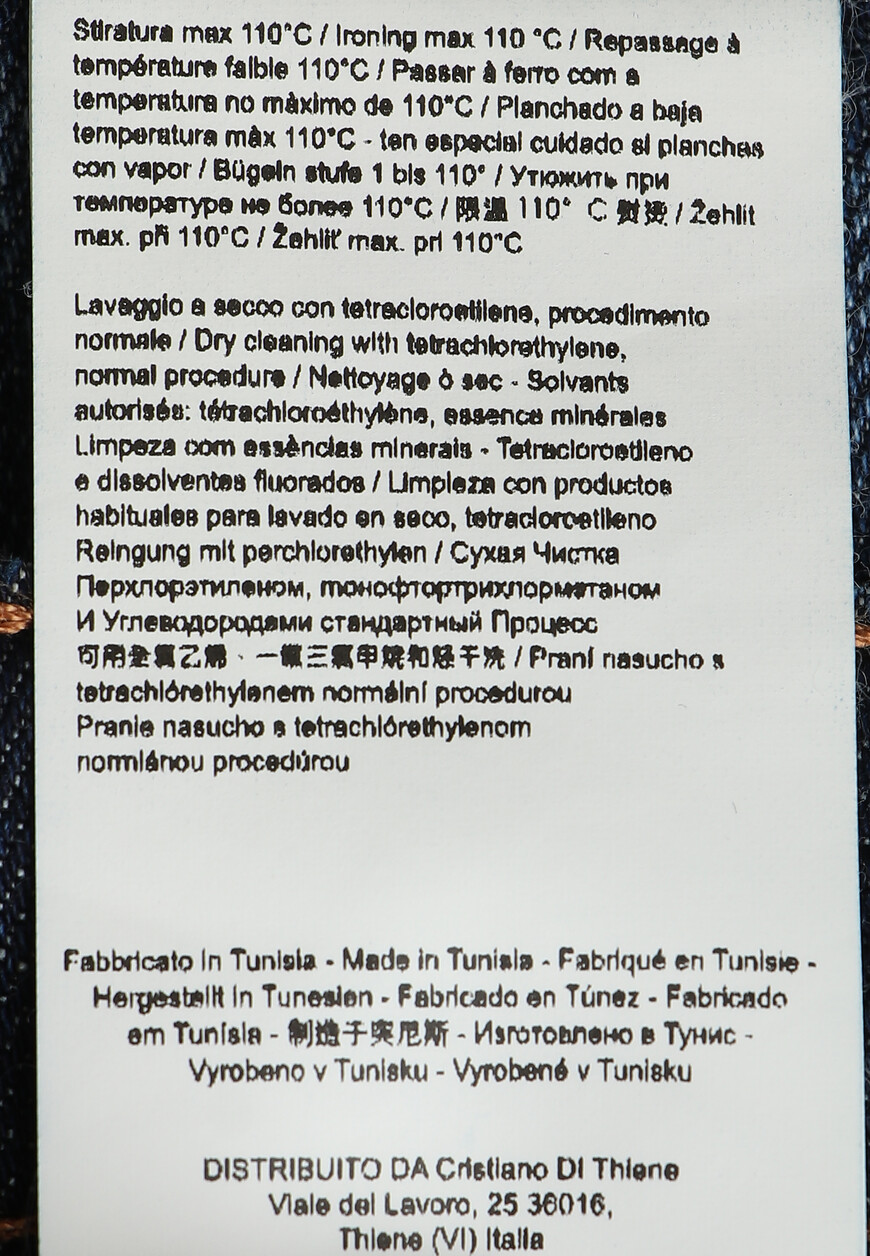 Stiratura max 110°C / Ironing max 110 °C / Repassage à
température faible 110°C / Passar à ferro com a
temperatura no màximo de 110°C / Planchado a baja
temperatura màx 110°C - ten especial cuidado si planchas
con vapor / Bügeln stufe 1 bis 110° / Утюжить при
температуре не более 110°C / 限温 110° C 熨烫 / Žehlit
max. při 110°C / Žehliť max. pri 110°C
Lavaggio a secco con tetracloroetilene, procedimento
normale / Dry cleaning with tetrachlorethylene,
normal procedure / Nettoyage ò sec - Solvants
autorisés: tétrachloroéthylène, essence minérales
Limpeza com essèncias minerais - Tetracloroetileno
e dissolventes fluorados / Limpieza con productos
habituales para lavado en seco, tetracloroetileno
Reingung mit perchlorethylen / Сухая Чистка
Перхлорэтиленом, монофтортрихлорметаном
И Углеводородами стандартный Процесс
可用全氯乙烯、一氟三氯甲烷和烃干洗 / Praní nasucho s
tetrachlórethylenem normální procedurou
Pranie nasucho s tetrachlórethylenom
normlánou procedúrou
Fabbricato in Tunisia - Made in Tunisia - Fabriqué en Tunisie -
Hergestellt in Tunesien - Fabricado en Túnez - Fabricado
em Tunísia - 制造于突尼斯 - Изготовлено в Тунис -
Vyrobeno v Tunisku - Vyrobené v Tunisku
DISTRIBUITO DA Cristiano Di Thiene
Viale del Lavoro, 25 36016,
Thiene (VI) Italia